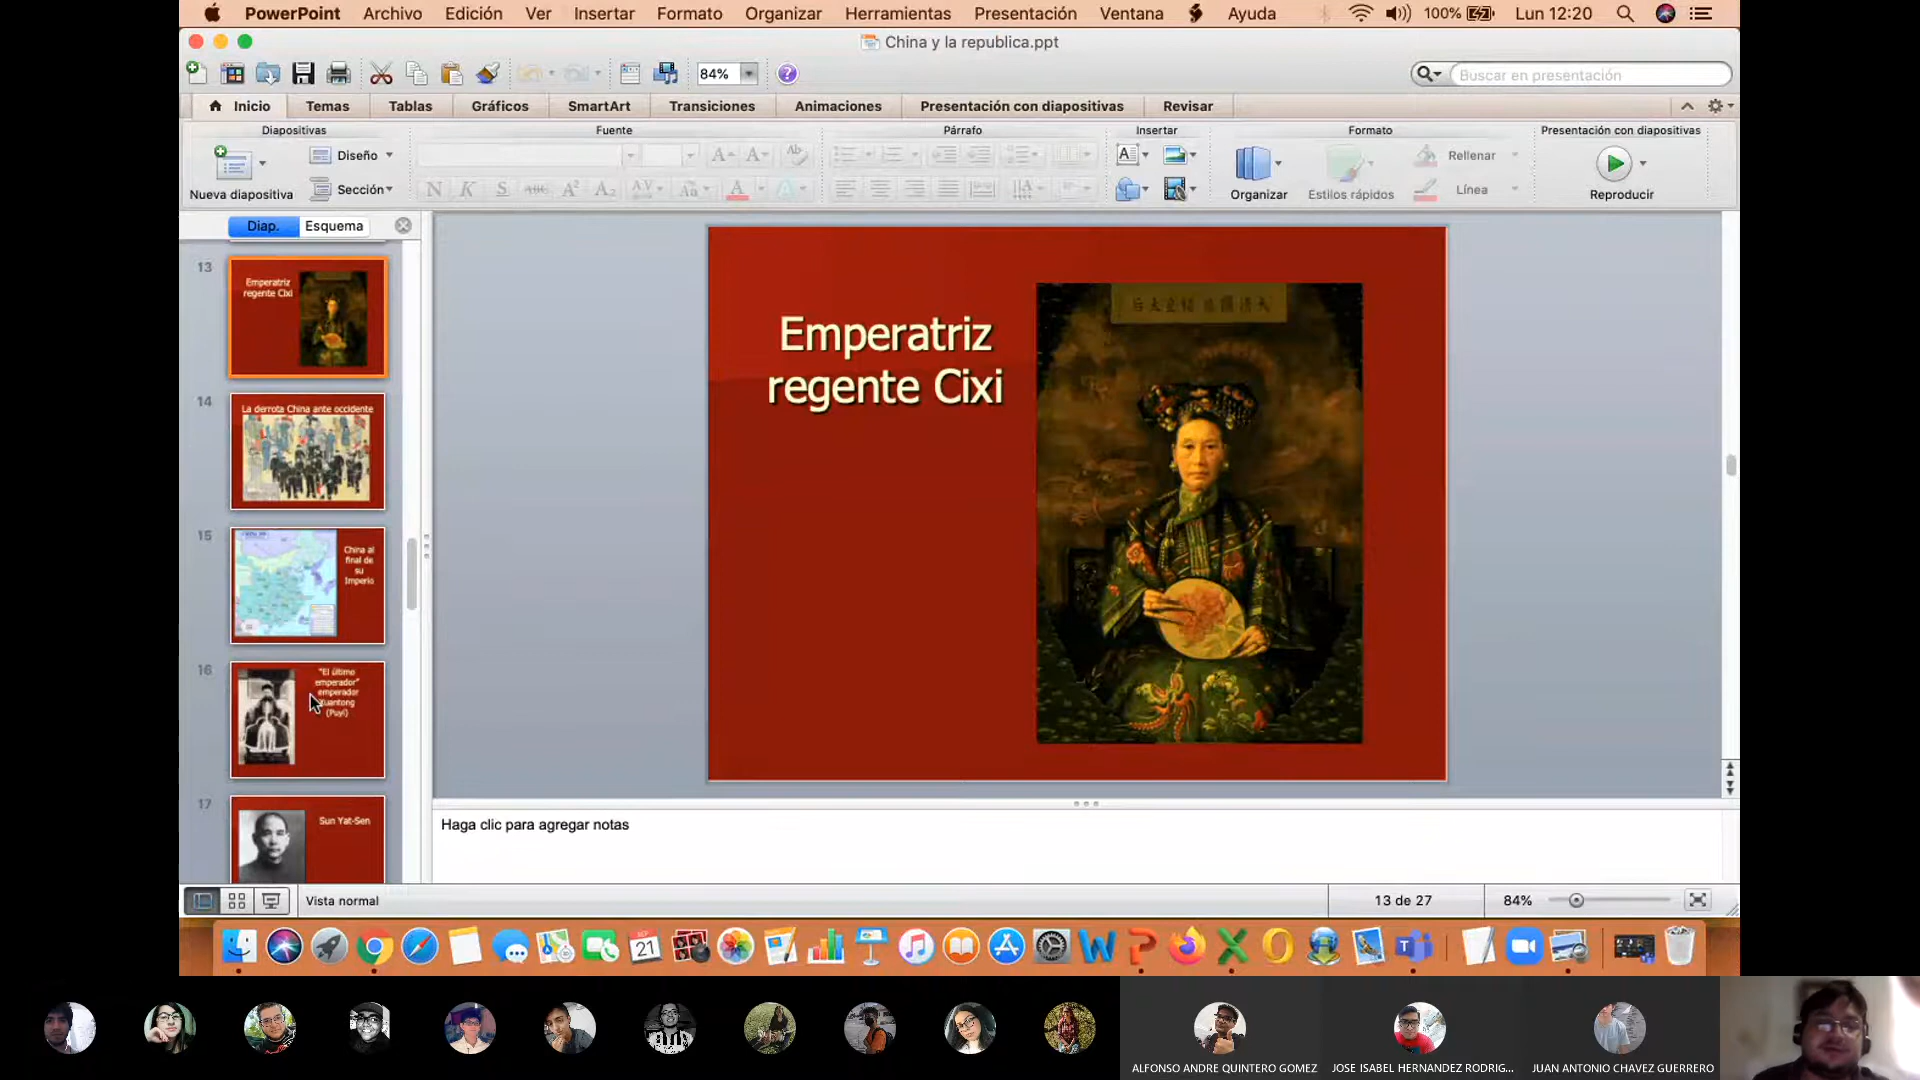 PowerPoint Archivo Edición Ver Insertar Formato Organizar Herramientas Presentación Ventana Ayuda 100% Lun 12:20
China y la republica.ppt
84% Buscar en presentación
Inicio Temas Tablas Gráficos SmartArt Transiciones Animaciones Presentación con diapositivas Revisar
Diapositivas Fuente Párrafo Insertar Formato Presentación con diapositivas
Nueva diapositiva
Diseño
Sección
N K S ABC A² A₂ AV Aa A A
Organizar
Estilos rápidos
Rellenar
Línea
Reproducir
Diap. Esquema
13
Emperatriz
regente Cixi
14
La derrota China ante occidente
15
China al
final de
su
Imperio
16
"El último
emperador"
emperador
Xuantong
(Puyi)
17
Sun Yat-Sen
Emperatriz
regente Cixi
Haga clic para agregar notas
Vista normal
13 de 27
84%
21
ALFONSO ANDRE QUINTERO GOMEZ
JOSE ISABEL HERNANDEZ RODRIG...
JUAN ANTONIO CHAVEZ GUERRERO